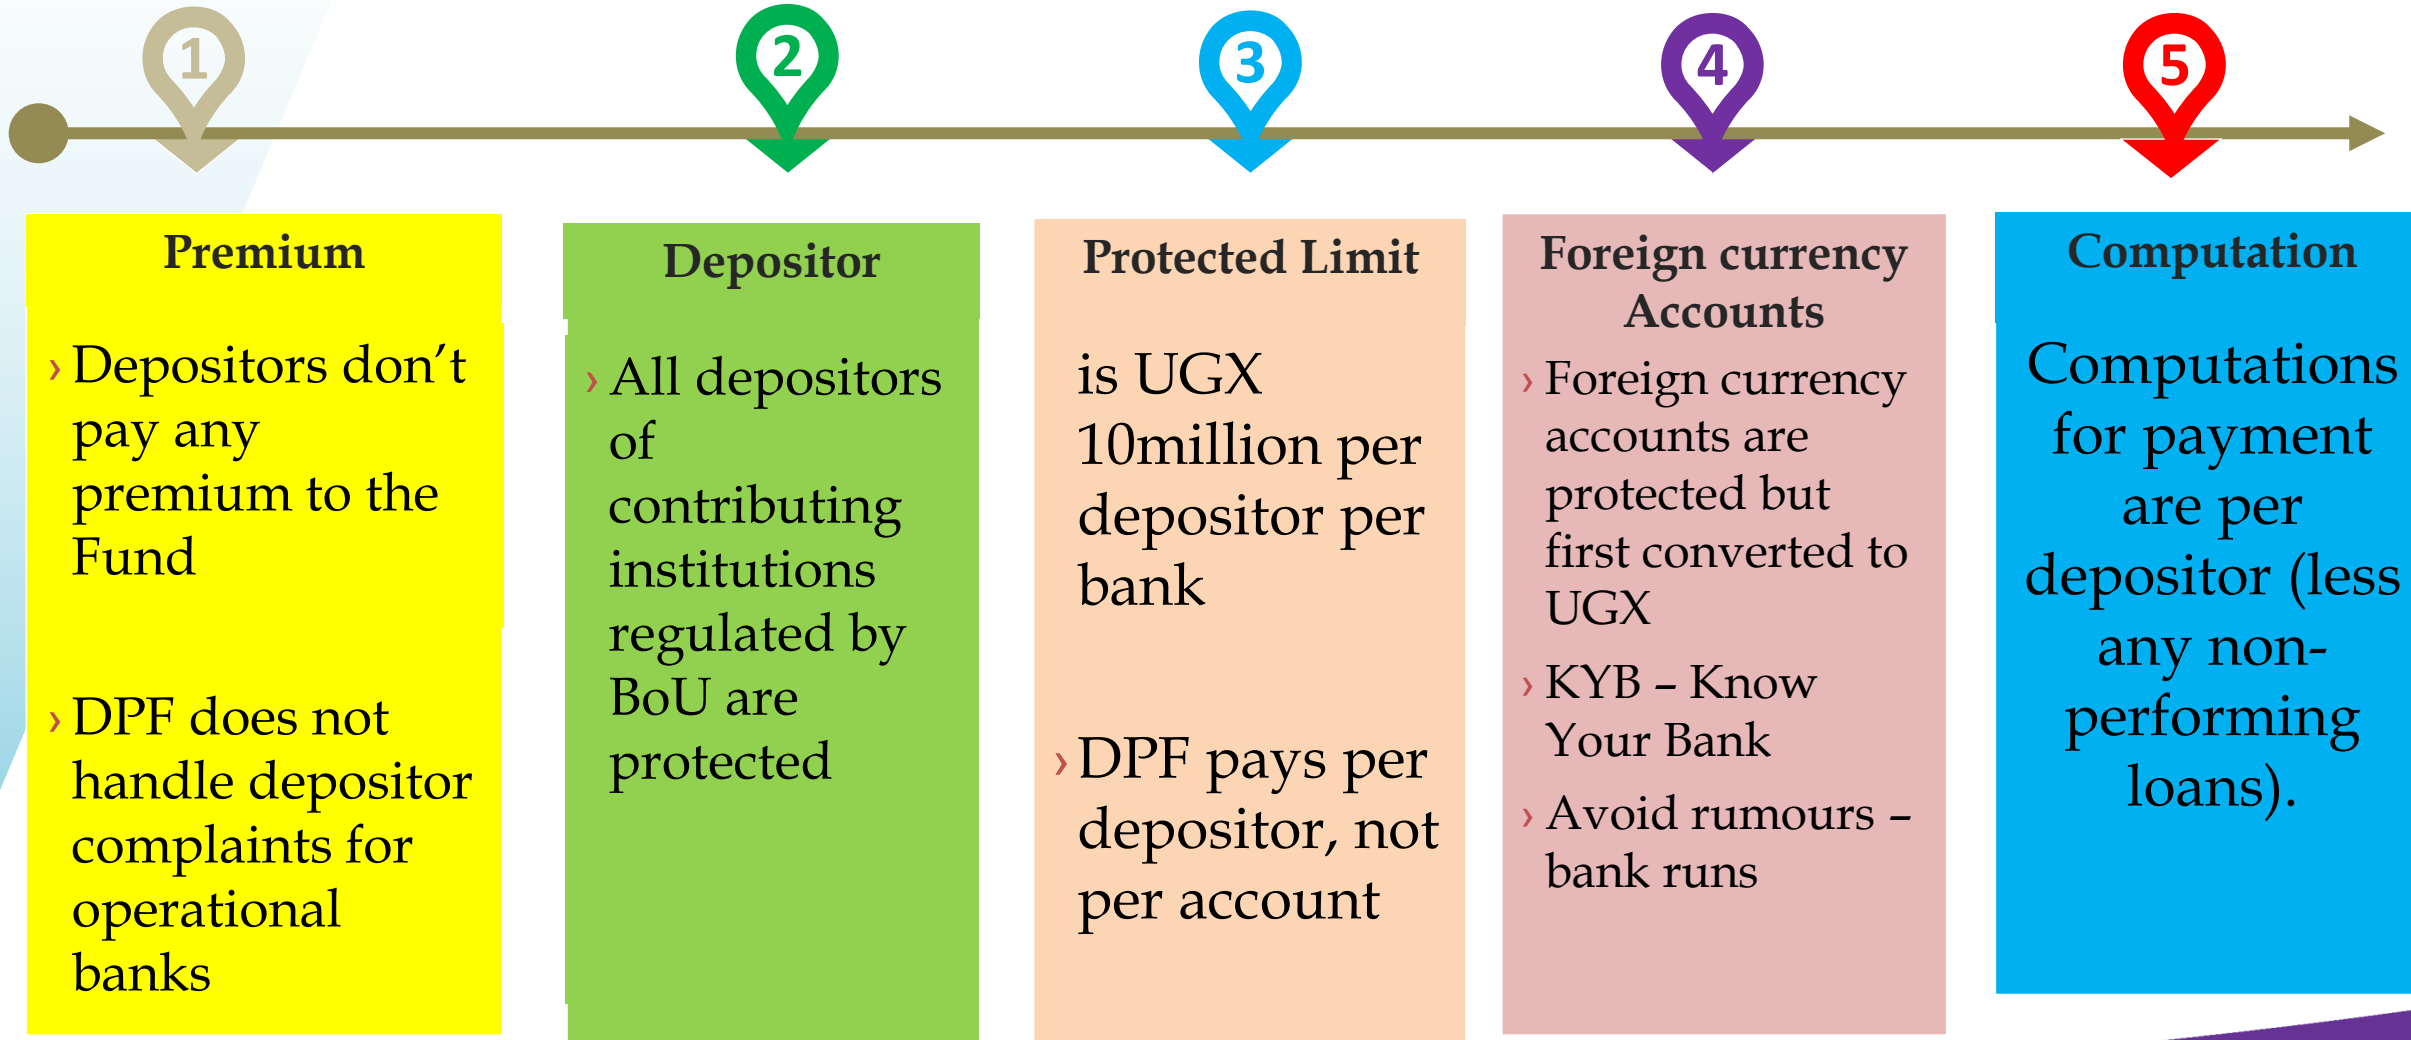 1
2
3
4
5
Premium
› Depositors don’t
pay any
premium to the
Fund
› DPF does not
handle depositor
complaints for
operational
banks
Depositor
› All depositors
of
contributing
institutions
regulated by
BoU are
protected
Protected Limit
is UGX
10million per
depositor per
bank
› DPF pays per
depositor, not
per account
Foreign currency
Accounts
› Foreign currency
accounts are
protected but
first converted to
UGX
› KYB – Know
Your Bank
› Avoid rumours –
bank runs
Computation
Computations
for payment
are per
depositor (less
any non-
performing
loans).